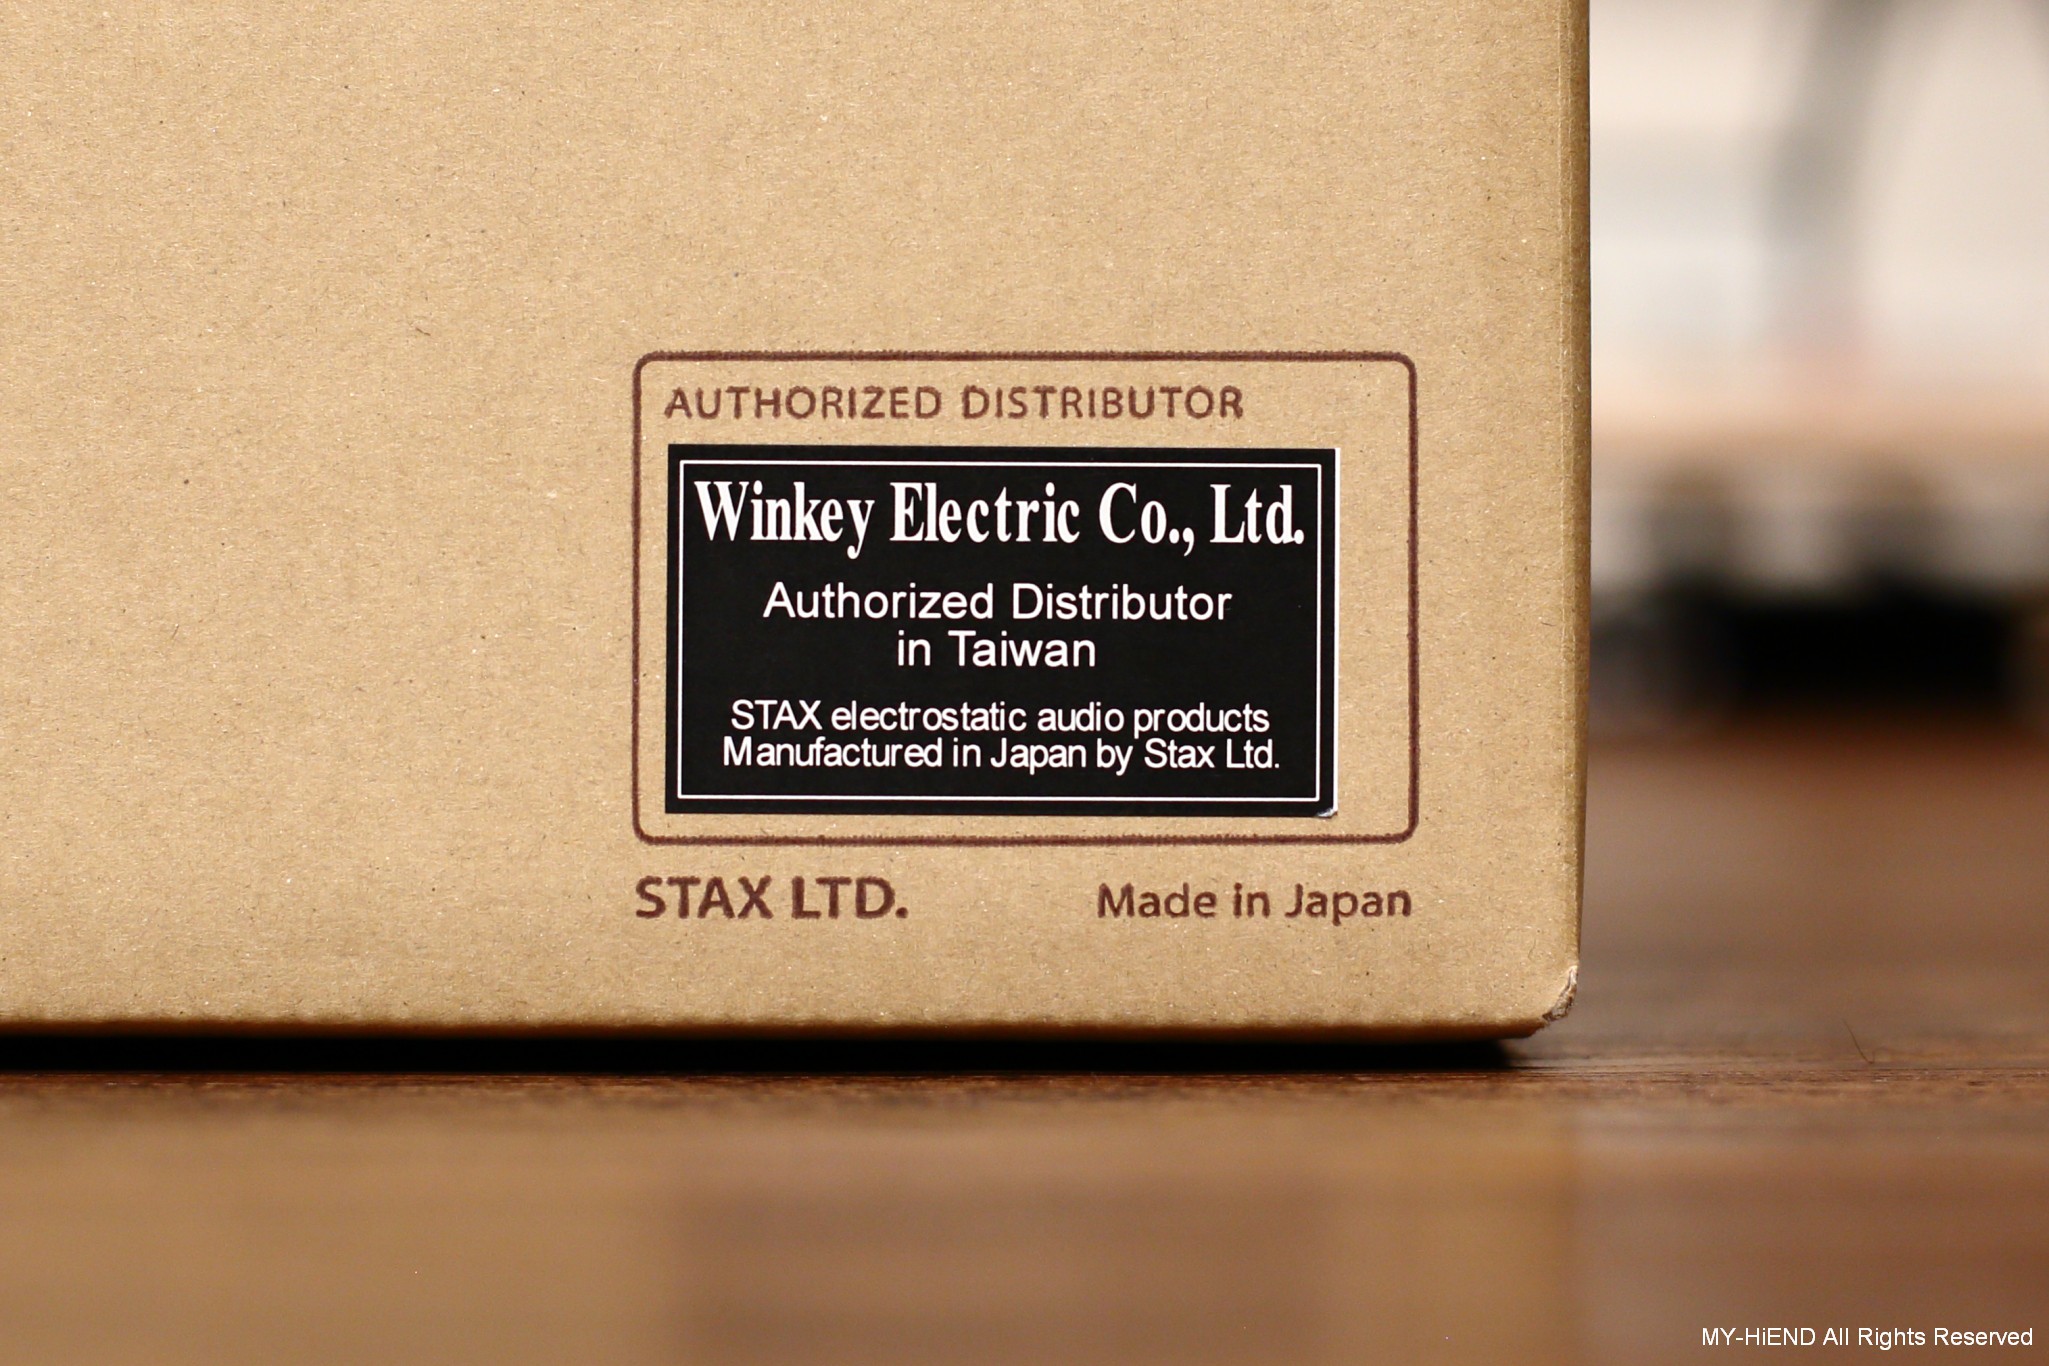 AUTHORIZED DISTRIBUTOR
Winkey Electric Co., Ltd.
Authorized Distributor
in Taiwan
STAX electrostatic audio products
Manufactured in Japan by Stax Ltd.
STAX LTD.
Made in Japan
MY-HiEND All Rights Reserved